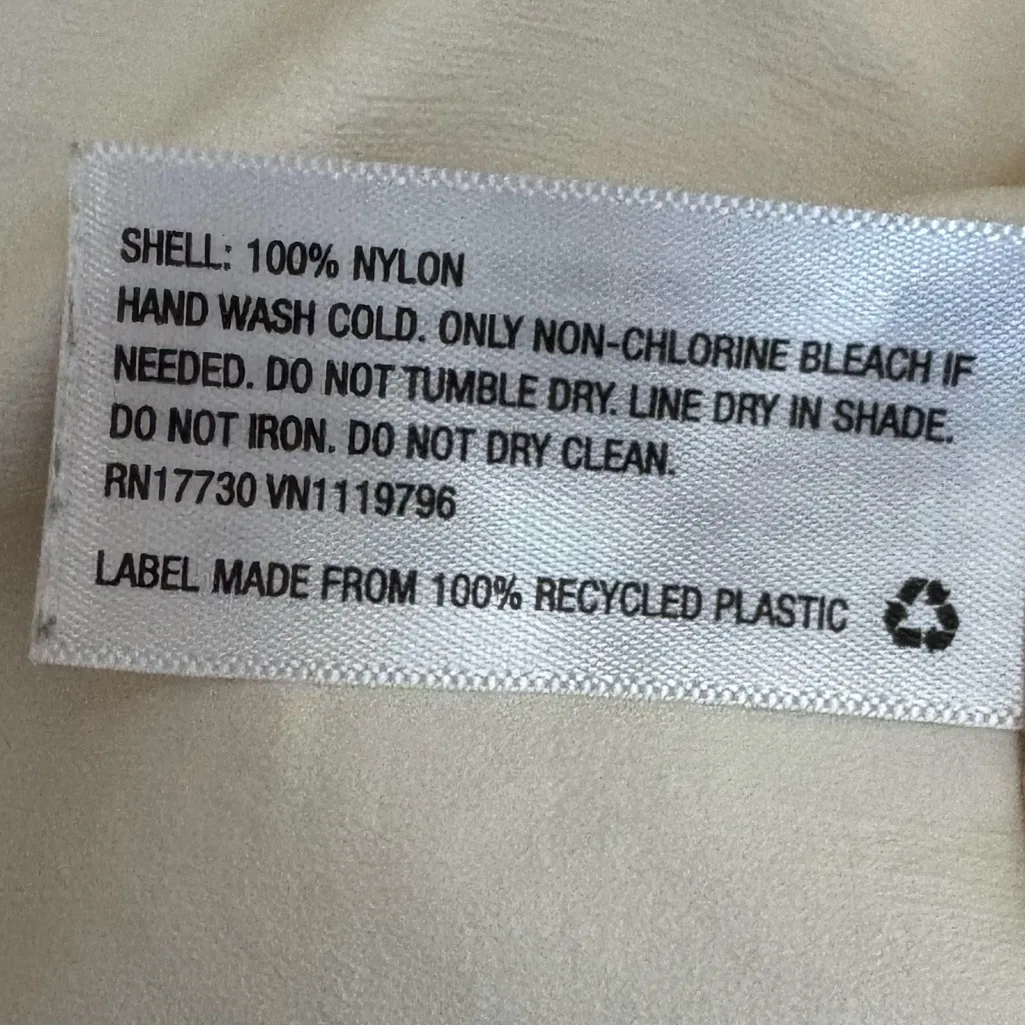 SHELL: 100% NYLON
HAND WASH COLD. ONLY NON-CHLORINE BLEACH IF
NEEDED. DO NOT TUMBLE DRY. LINE DRY IN SHADE.
DO NOT IRON. DO NOT DRY CLEAN.
RN17730 VN1119796
LABEL MADE FROM 100% RECYCLED PLASTIC